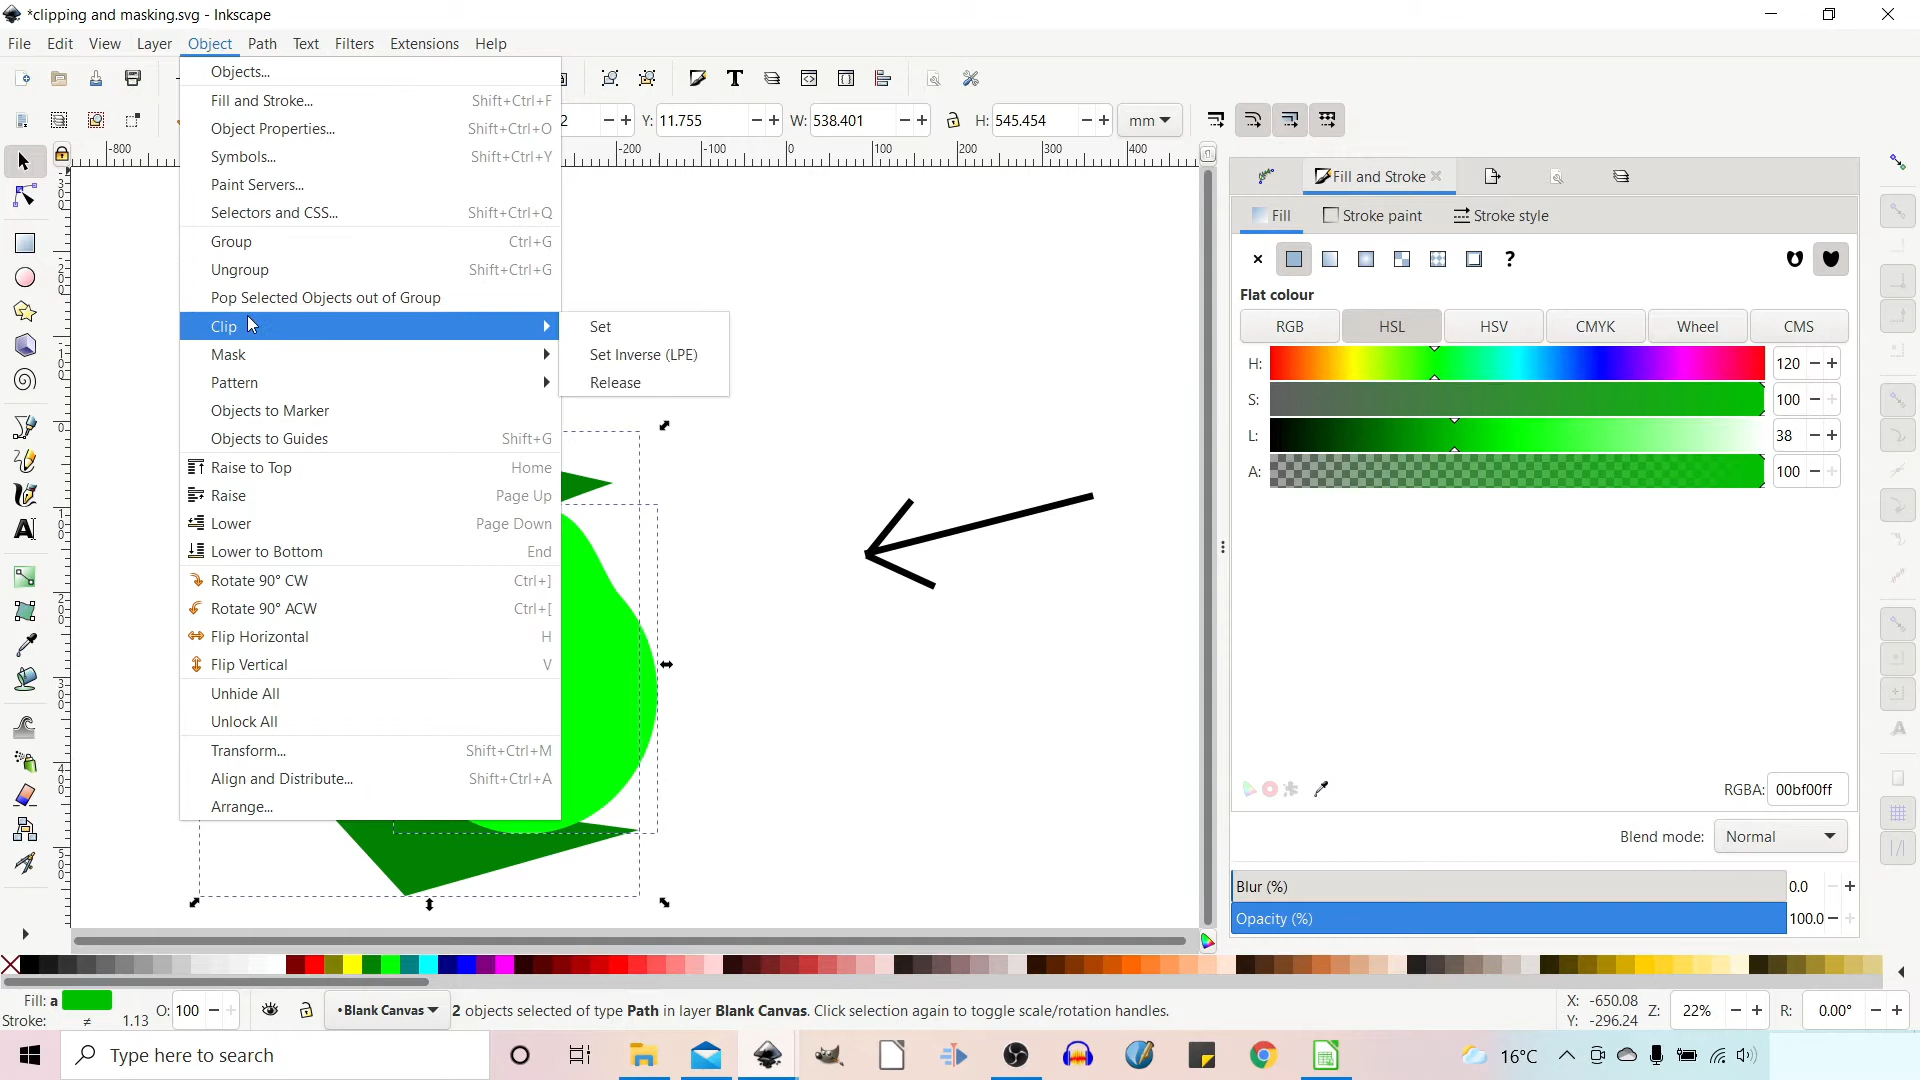 *clipping and masking.svg - Inkscape
File Edit View Layer Object Path Text Filters Extensions Help
2 Y: 11.755 W: 538.401 H: 545.454 mm
-800 -200 -100 0 100 200 300 400
Objects...
Fill and Stroke... Shift+Ctrl+F
Object Properties... Shift+Ctrl+O
Symbols... Shift+Ctrl+Y
Paint Servers...
Selectors and CSS... Shift+Ctrl+Q
Group Ctrl+G
Ungroup Shift+Ctrl+G
Pop Selected Objects out of Group
Clip
Mask
Pattern
Objects to Marker
Objects to Guides Shift+G
Raise to Top Home
Raise Page Up
Lower Page Down
Lower to Bottom End
Rotate 90° CW Ctrl+]
Rotate 90° ACW Ctrl+[
Flip Horizontal H
Flip Vertical V
Unhide All
Unlock All
Transform... Shift+Ctrl+M
Align and Distribute... Shift+Ctrl+A
Arrange...
Set
Set Inverse (LPE)
Release
Fill and Stroke
Fill Stroke paint Stroke style
?
Flat colour
RGB HSL HSV CMYK Wheel CMS
H: 120
S: 100
L: 38
A: 100
RGBA: 00bf00ff
Blend mode: Normal
Blur (%) 0.0
Opacity (%) 100.0
Fill: a
Stroke: ≠ 1.13
O: 100
•Blank Canvas
2 objects selected of type Path in layer Blank Canvas. Click selection again to toggle scale/rotation handles.
X: -650.08
Y: -296.24
Z: 22%
R: 0.00°
Type here to search
16°C